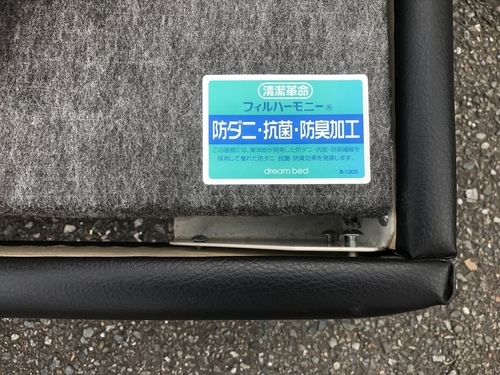 清潔革命
フィルハーモニー®
防ダニ・抗菌・防臭加工
この製品には、東洋紡が開発した防ダニ・抗菌・防臭繊維を
採用して優れた防ダニ・抗菌・防臭効果を発揮します。
dream bed
S-1303